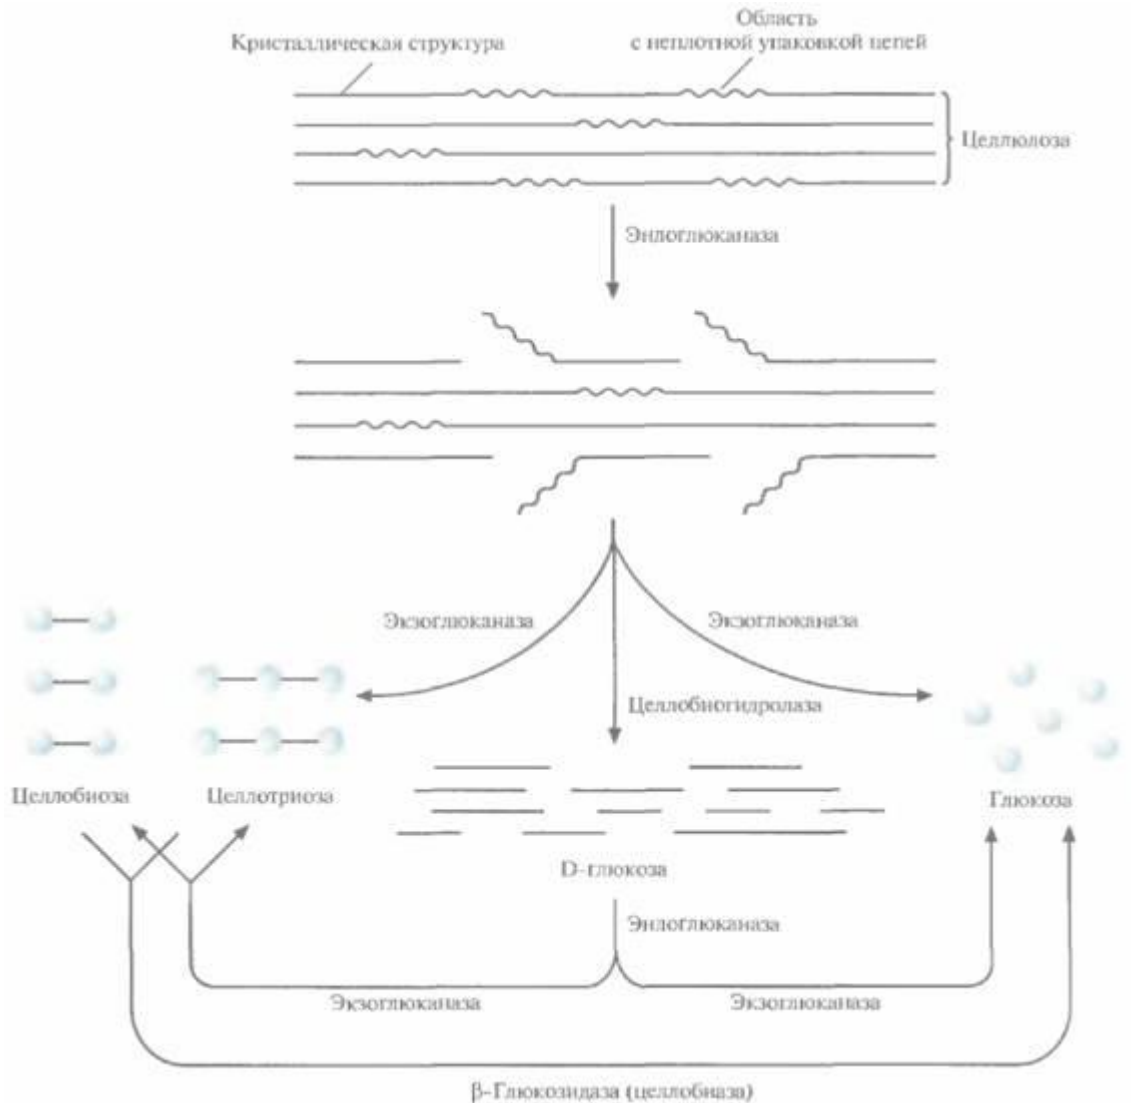 Область
Кристаллическая структура
с неплотной упаковкой цепей
Целлюлоза
Эндоглюканаза
Экзоглюканаза
Экзоглюканаза
Целлобиогидролаза
Целлобиоза
Целлотриоза
Глюкоза
D-глюкоза
Эндоглюканаза
Экзоглюканаза
Экзоглюканаза
β-Глюкозидаза (целлобиаза)